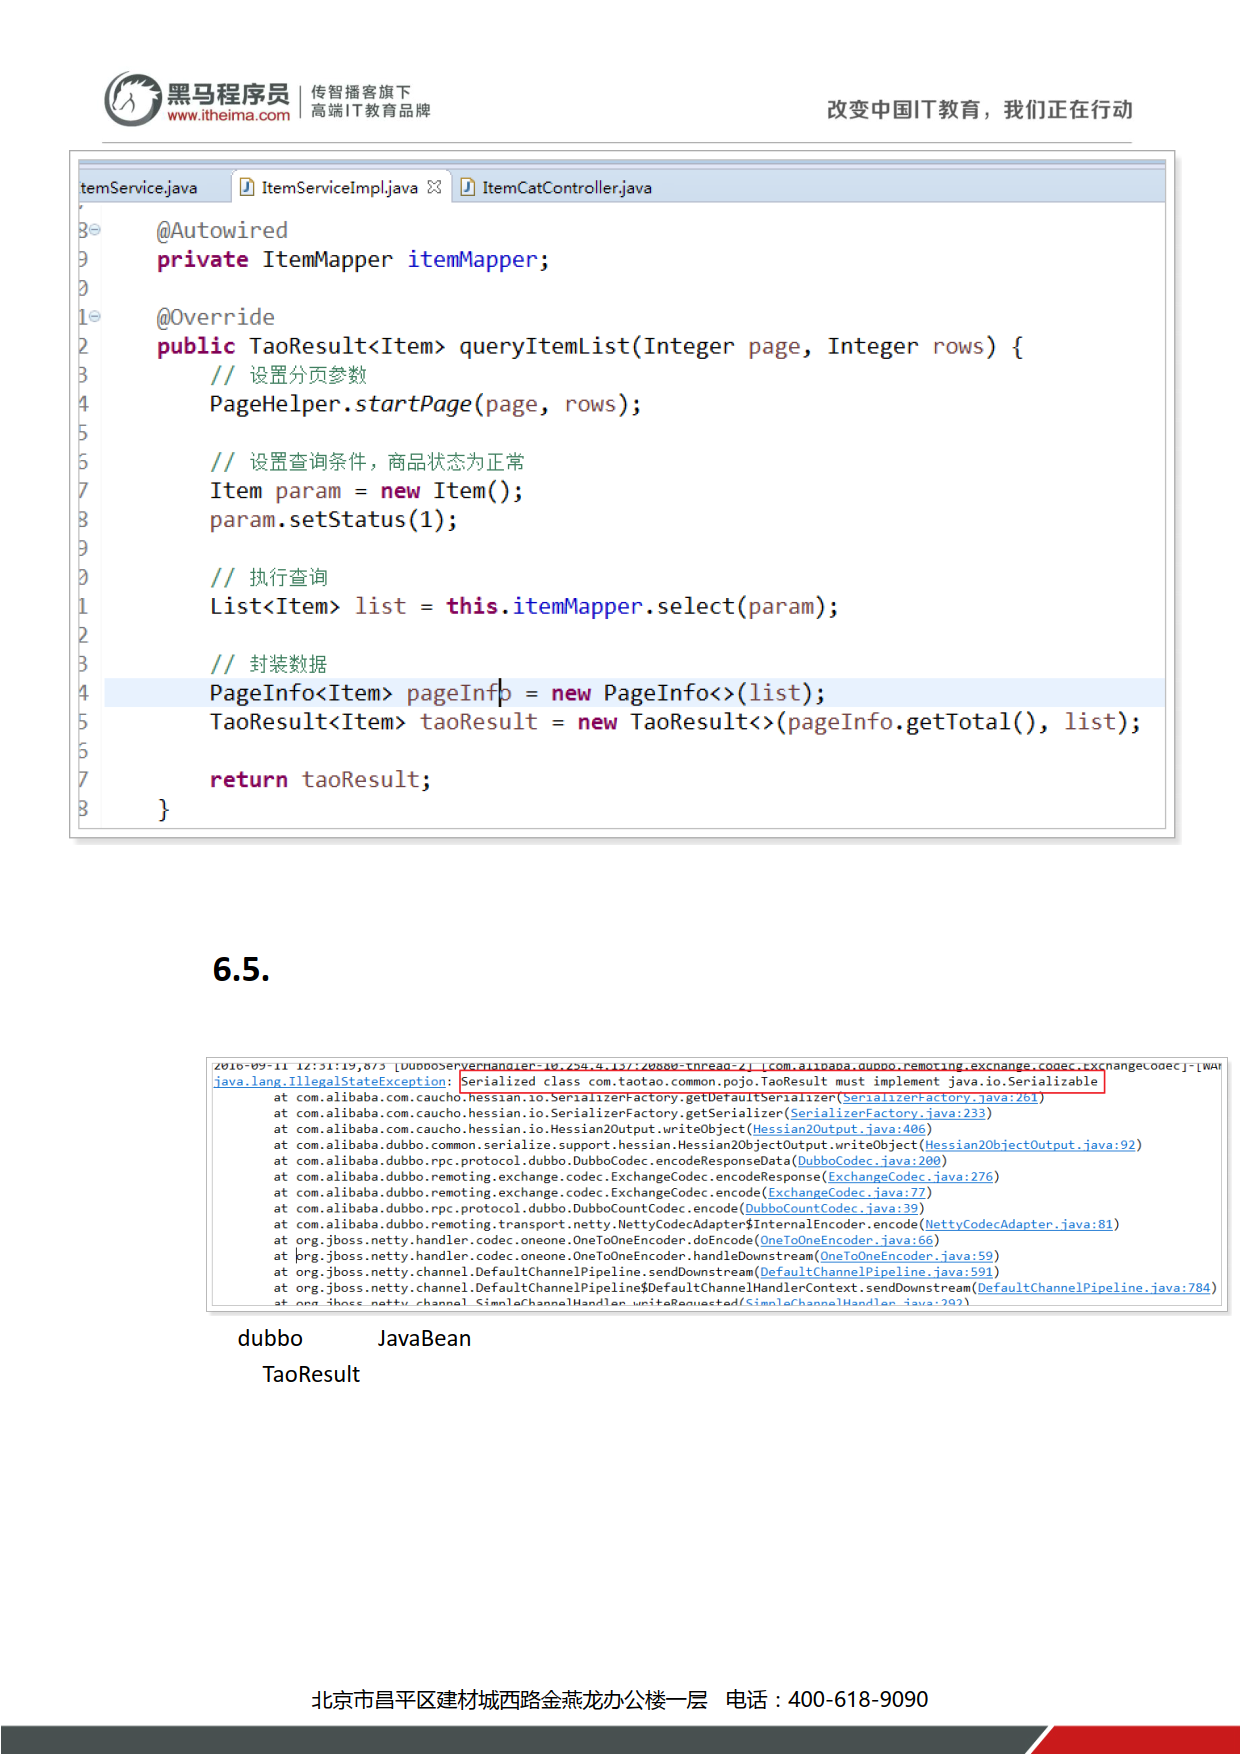 黑马程序员
www.itheima.com
传智播客旗下
高端IT教育品牌
改变中国IT教育，我们正在行动
temService.java ItemServiceImpl.java ItemCatController.java
8 @Autowired
9 private ItemMapper itemMapper;
0
1 @Override
2 public TaoResult<Item> queryItemList(Integer page, Integer rows) {
3 // 设置分页参数
4 PageHelper.startPage(page, rows);
5
6 // 设置查询条件，商品状态为正常
7 Item param = new Item();
8 param.setStatus(1);
9
0 // 执行查询
1 List<Item> list = this.itemMapper.select(param);
2
3 // 封装数据
4 PageInfo<Item> pageInfo = new PageInfo<>(list);
5 TaoResult<Item> taoResult = new TaoResult<>(pageInfo.getTotal(), list);
6
7 return taoResult;
8 }
6.5.
2016-09-11 12:31:19,873 [DubboServerHandler-10.254.4.137:20880-thread-2] [com.alibaba.dubbo.remoting.exchange.codec.ExchangeCodec]-[WAR
java.lang.IllegalStateException: Serialized class com.taotao.common.pojo.TaoResult must implement java.io.Serializable
at com.alibaba.com.caucho.hessian.io.SerializerFactory.getDefaultSerializer(SerializerFactory.java:261)
at com.alibaba.com.caucho.hessian.io.SerializerFactory.getSerializer(SerializerFactory.java:233)
at com.alibaba.com.caucho.hessian.io.Hessian2Output.writeObject(Hessian2Output.java:406)
at com.alibaba.dubbo.common.serialize.support.hessian.Hessian2ObjectOutput.writeObject(Hessian2ObjectOutput.java:92)
at com.alibaba.dubbo.rpc.protocol.dubbo.DubboCodec.encodeResponseData(DubboCodec.java:200)
at com.alibaba.dubbo.remoting.exchange.codec.ExchangeCodec.encodeResponse(ExchangeCodec.java:276)
at com.alibaba.dubbo.remoting.exchange.codec.ExchangeCodec.encode(ExchangeCodec.java:77)
at com.alibaba.dubbo.rpc.protocol.dubbo.DubboCountCodec.encode(DubboCountCodec.java:39)
at com.alibaba.dubbo.remoting.transport.netty.NettyCodecAdapter$InternalEncoder.encode(NettyCodecAdapter.java:81)
at org.jboss.netty.handler.codec.oneone.OneToOneEncoder.doEncode(OneToOneEncoder.java:66)
at org.jboss.netty.handler.codec.oneone.OneToOneEncoder.handleDownstream(OneToOneEncoder.java:59)
at org.jboss.netty.channel.DefaultChannelPipeline.sendDownstream(DefaultChannelPipeline.java:591)
at org.jboss.netty.channel.DefaultChannelPipeline$DefaultChannelHandlerContext.sendDownstream(DefaultChannelPipeline.java:784)
at org.jboss.netty.channel.SimpleChannelHandler.writeRequested(SimpleChannelHandler.java:292)
dubbo JavaBean
TaoResult
北京市昌平区建材城西路金燕龙办公楼一层 电话：400-618-9090